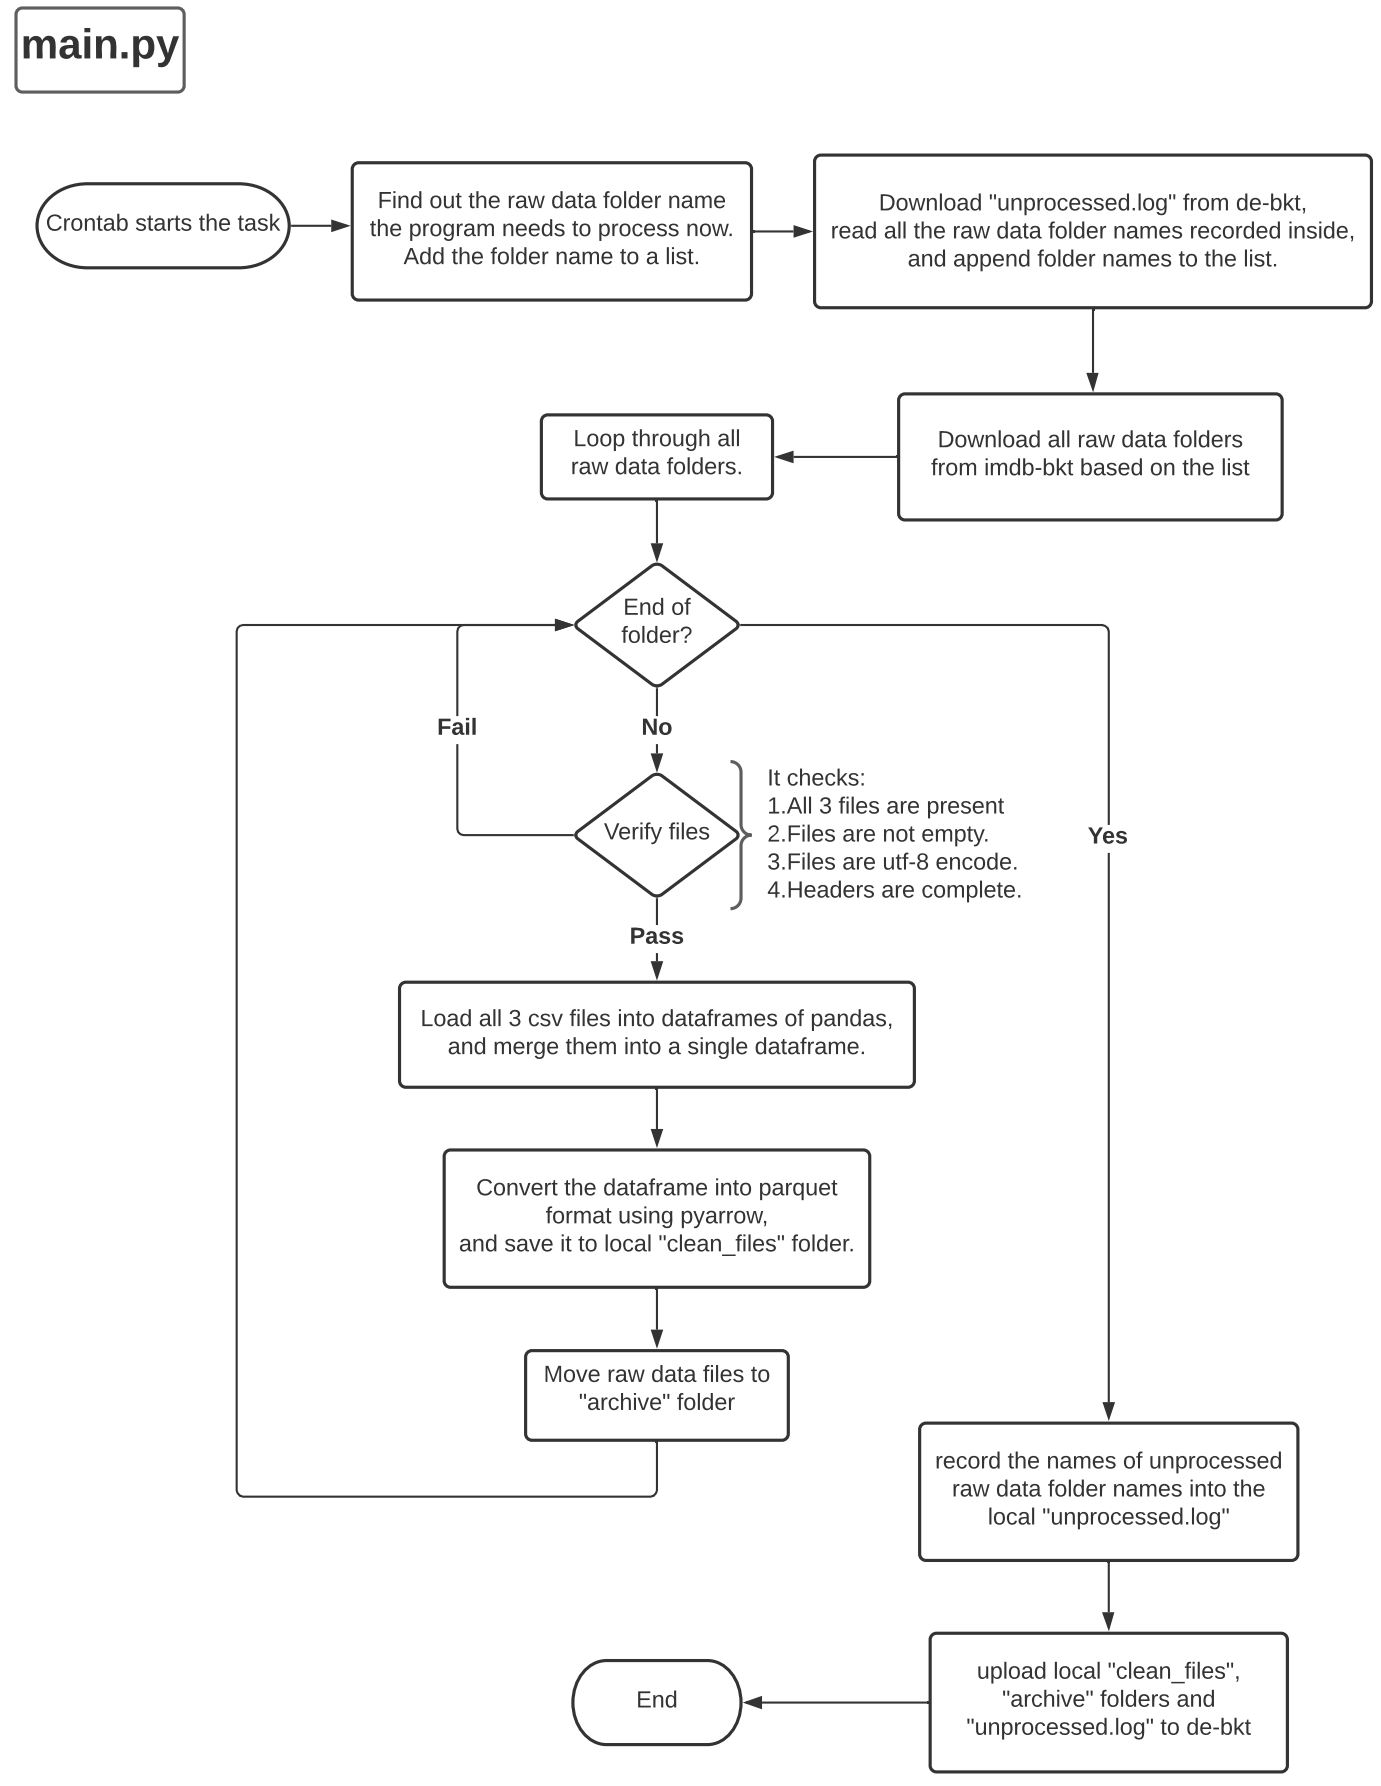 main.py
Crontab starts the task
Find out the raw data folder name
the program needs to process now.
Add the folder name to a list.
Download "unprocessed.log" from de-bkt,
read all the raw data folder names recorded inside,
and append folder names to the list.
Download all raw data folders
from imdb-bkt based on the list
Loop through all
raw data folders.
End of
folder?
Fail
No
Yes
Verify files
It checks:
1.All 3 files are present
2.Files are not empty.
3.Files are utf-8 encode.
4.Headers are complete.
Pass
Load all 3 csv files into dataframes of pandas,
and merge them into a single dataframe.
Convert the dataframe into parquet
format using pyarrow,
and save it to local "clean_files" folder.
Move raw data files to
"archive" folder
record the names of unprocessed
raw data folder names into the
local "unprocessed.log"
upload local "clean_files",
"archive" folders and
"unprocessed.log" to de-bkt
End